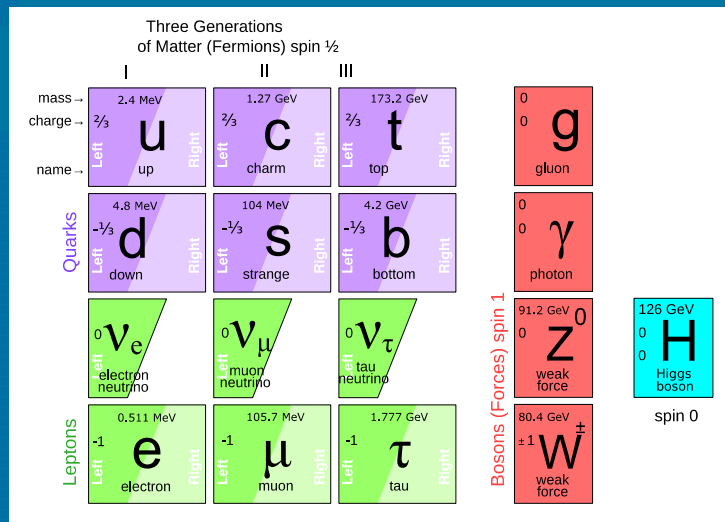 Three Generations
of Matter (Fermions) spin ½
I II III
mass→ 2.4 MeV 1.27 GeV 173.2 GeV 0
charge→ ⅔ ⅔ ⅔ 0
u c t g
Left Right Left Right Left Right
name→ up charm top gluon
Quarks
4.8 MeV 104 MeV 4.2 GeV 0
-⅓ -⅓ -⅓ 0
d s b γ
Left Right Left Right Left Right
down strange bottom photon
Bosons (Forces) spin 1
91.2 GeV 126 GeV
0 0 0 0 0
0
νe νμ ντ Z0 H
Left Left Left
electron muon tau weak Higgs
neutrino neutrino neutrino force boson
spin 0
Leptons
0.511 MeV 105.7 MeV 1.777 GeV 80.4 GeV
-1 -1 -1 ±1
e μ τ W±
Left Right Left Right Left Right
electron muon tau weak
force